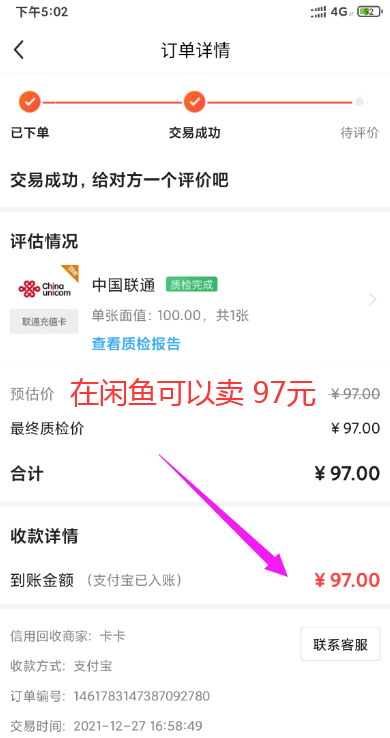 下午5:02
4G
52
订单详情
已下单
交易成功
待评价
交易成功，给对方一个评价吧
评估情况
China
unicom
中国联通
质检完成
单张面值：100.00，共1张
联通充值卡
查看质检报告
预估价
在闲鱼可以卖 97元
¥97.00
最终质检价
¥97.00
合计
¥97.00
收款详情
到账金额（支付宝已入账）
¥97.00
信用回收商家：卡卡
联系客服
收款方式：支付宝
订单编号：1461783147387092780
交易时间：2021-12-27 16:58:49